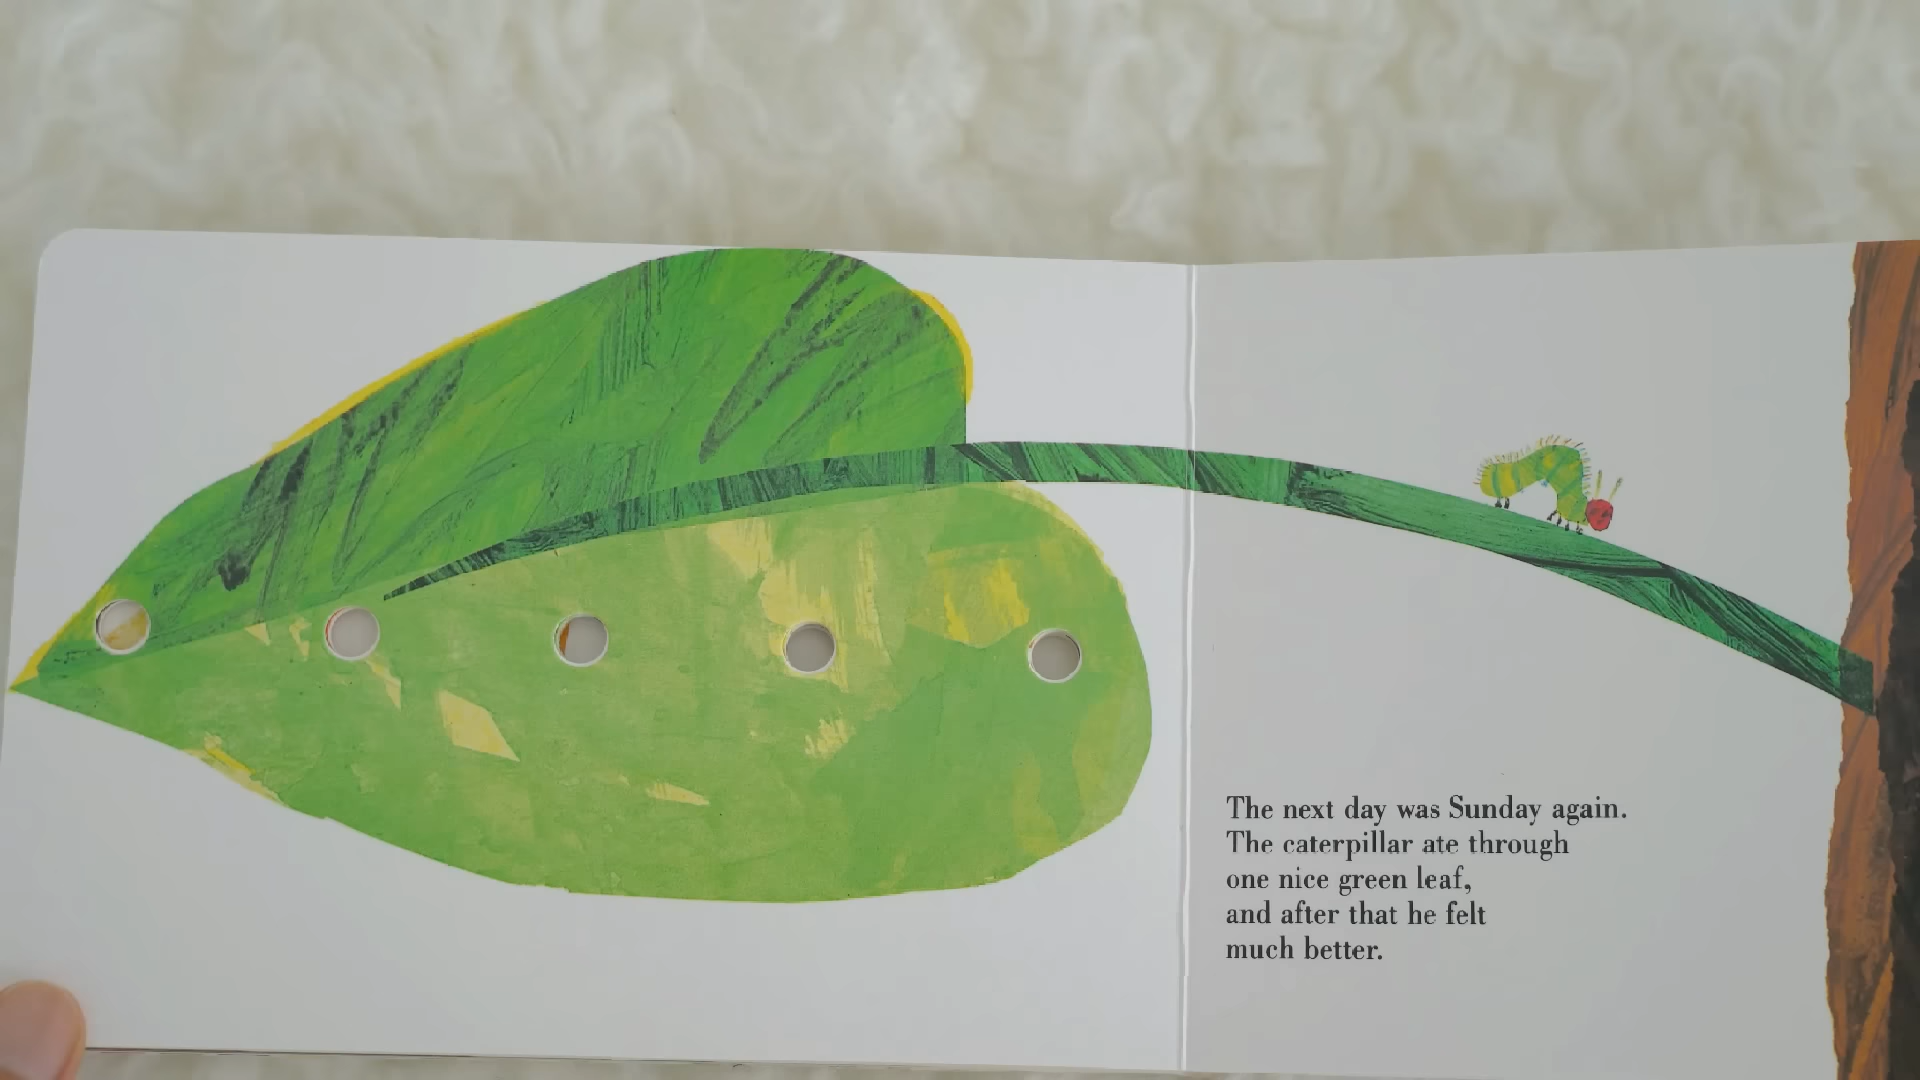 The next day was Sunday again.
The caterpillar ate through
one nice green leaf,
and after that he felt
much better.